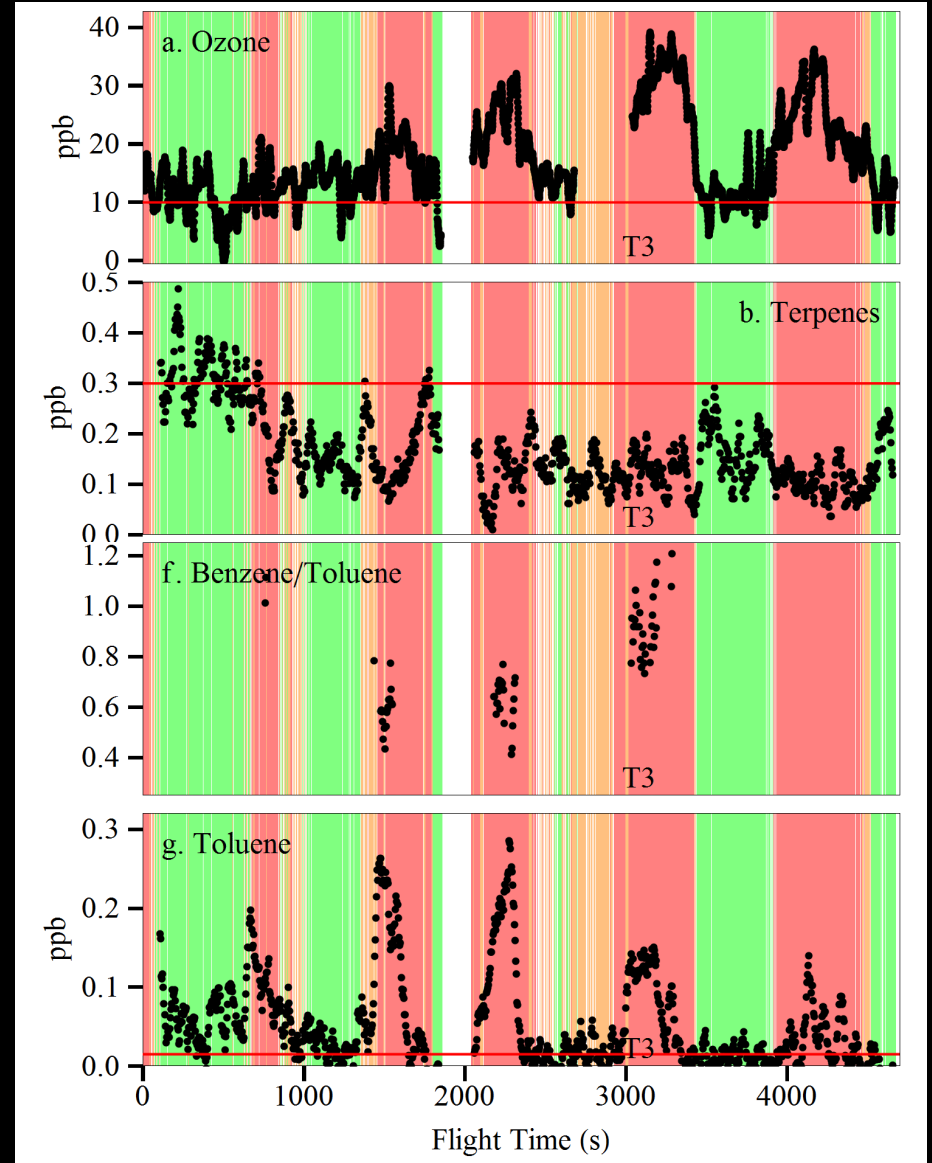 a. Ozone
40
30
20
10
0
ppb
T3
b. Terpenes
0.5
0.4
0.3
0.2
0.1
0.0
ppb
T3
f. Benzene/Toluene
1.2
1.0
0.8
0.6
0.4
T3
g. Toluene
0.3
0.2
0.1
0.0
ppb
T3
0 1000 2000 3000 4000
Flight Time (s)